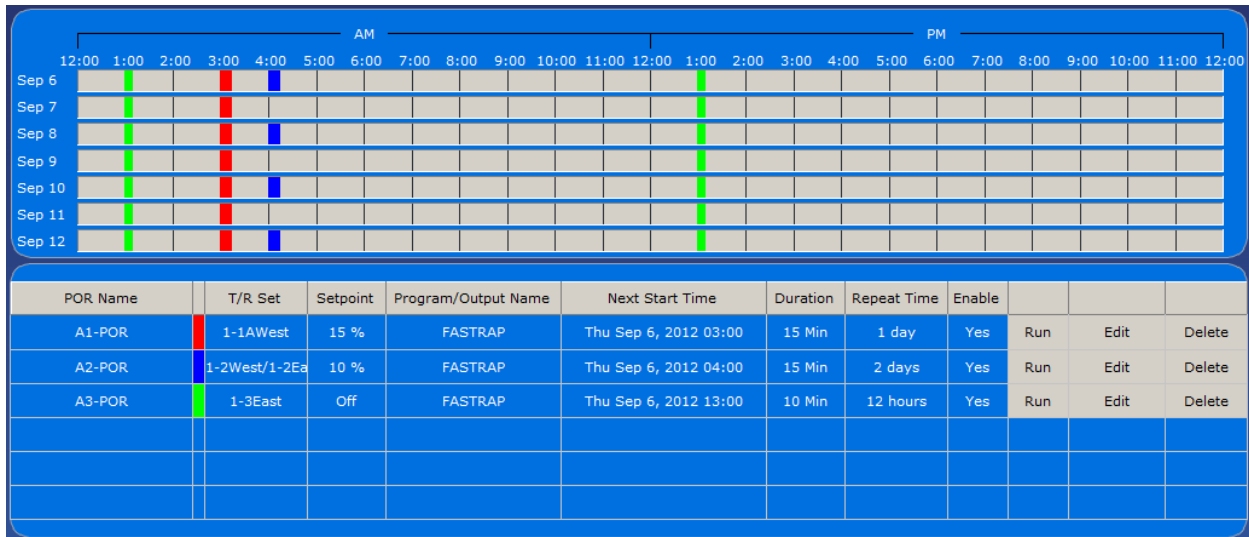 AM PM
12:00 1:00 2:00 3:00 4:00 5:00 6:00 7:00 8:00 9:00 10:00 11:00 12:00 1:00 2:00 3:00 4:00 5:00 6:00 7:00 8:00 9:00 10:00 11:00 12:00
Sep 6
Sep 7
Sep 8
Sep 9
Sep 10
Sep 11
Sep 12
POR Name T/R Set Setpoint Program/Output Name Next Start Time Duration Repeat Time Enable
A1-POR 1-1AWest 15 % FASTRAP Thu Sep 6, 2012 03:00 15 Min 1 day Yes Run Edit Delete
A2-POR 1-2West/1-2Ea 10 % FASTRAP Thu Sep 6, 2012 04:00 15 Min 2 days Yes Run Edit Delete
A3-POR 1-3East Off FASTRAP Thu Sep 6, 2012 13:00 10 Min 12 hours Yes Run Edit Delete